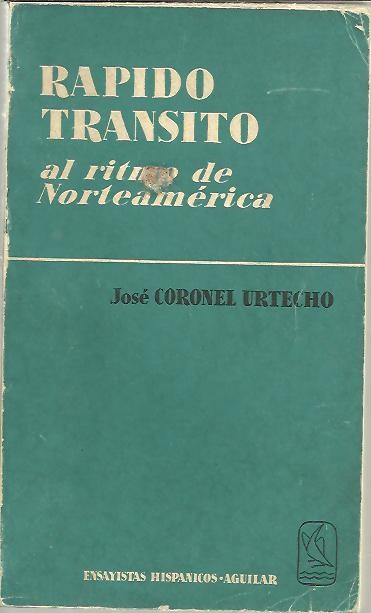 RAPIDO
TRANSITO
al ritmo de
Norteamérica
José CORONEL URTECHO
ENSAYISTAS HISPANICOS-AGUILAR